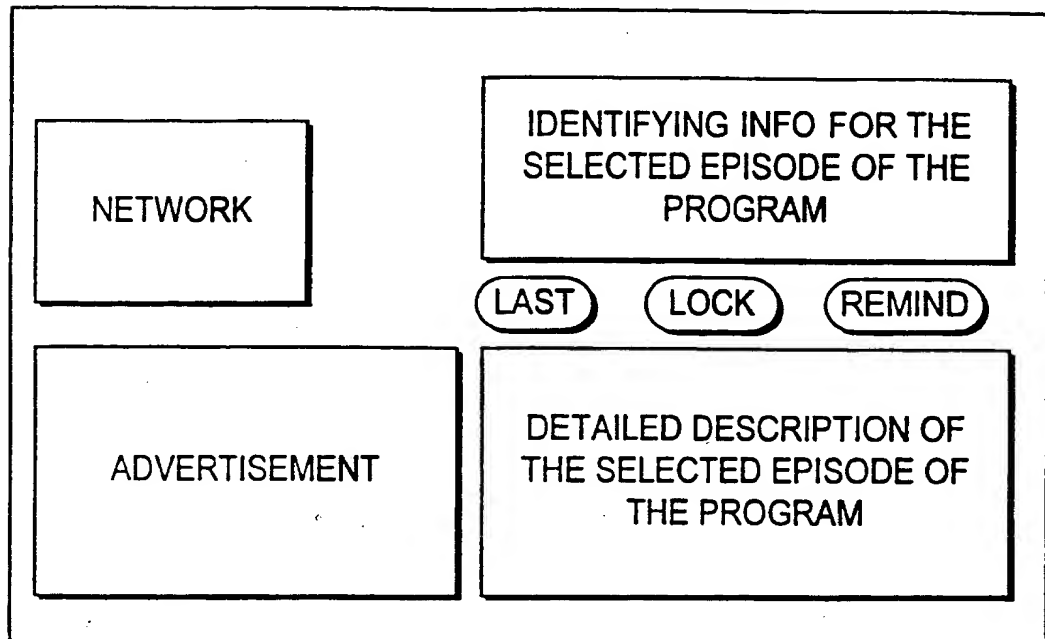 NETWORK
IDENTIFYING INFO FOR THE
SELECTED EPISODE OF THE
PROGRAM
LAST
LOCK
REMIND
ADVERTISEMENT
DETAILED DESCRIPTION OF
THE SELECTED EPISODE OF
THE PROGRAM